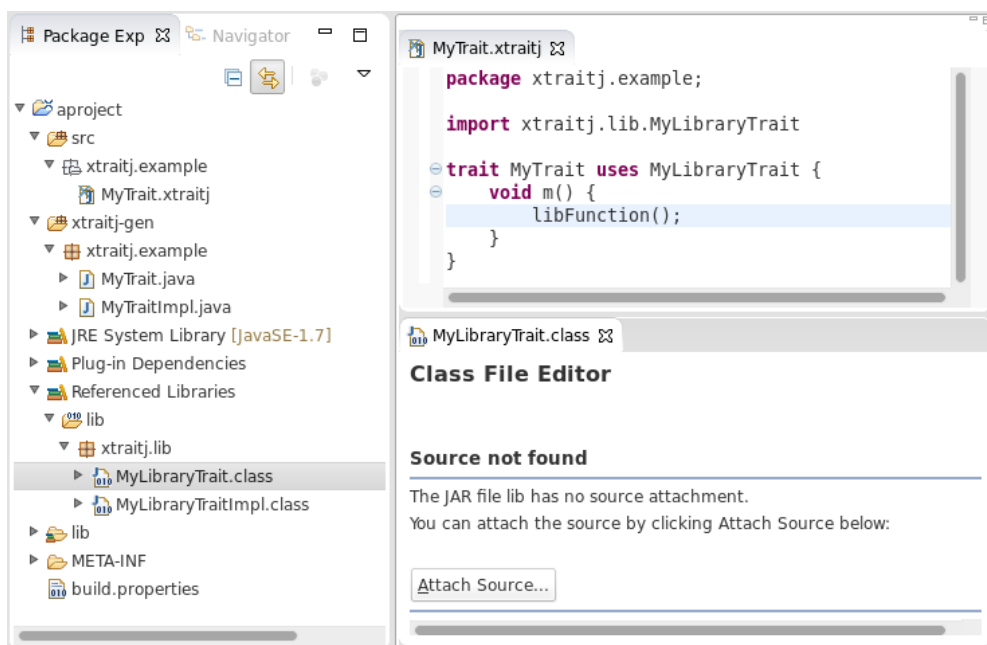 Package Exp
Navigator
aproject
src
xtraitj.example
MyTrait.xtraitj
xtraitj-gen
xtraitj.example
MyTrait.java
MyTraitImpl.java
JRE System Library [JavaSE-1.7]
Plug-in Dependencies
Referenced Libraries
lib
xtraitj.lib
MyLibraryTrait.class
MyLibraryTraitImpl.class
lib
META-INF
build.properties
MyTrait.xtraitj
package xtraitj.example;
import xtraitj.lib.MyLibraryTrait
trait MyTrait uses MyLibraryTrait {
void m() {
libFunction();
}
}
MyLibraryTrait.class
Class File Editor
Source not found
The JAR file lib has no source attachment.
You can attach the source by clicking Attach Source below:
Attach Source...